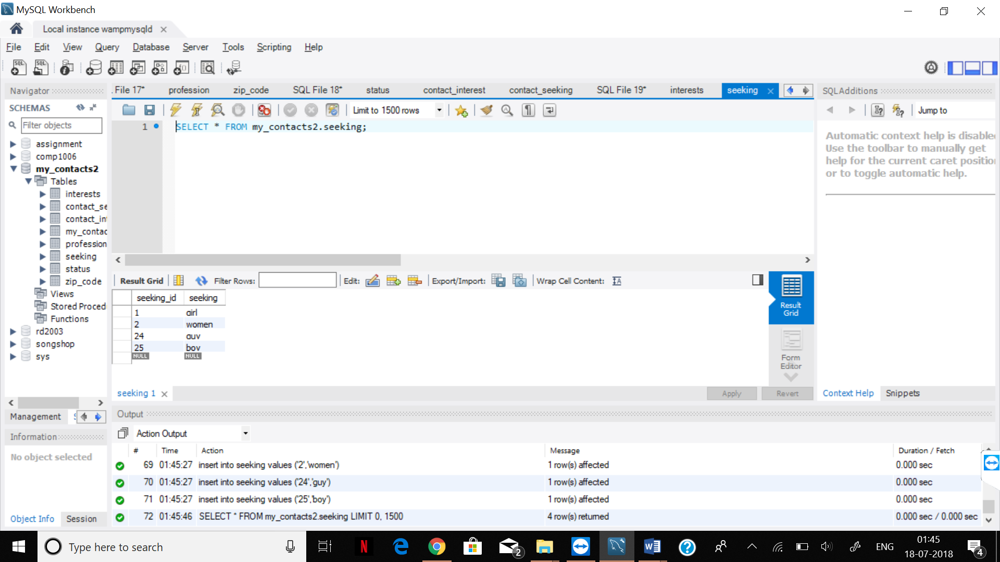 MySQL Workbench
Local instance wampmysqld
File Edit View Query Database Server Tools Scripting Help
Navigator
SCHEMAS
Filter objects
assignment
comp1006
my_contacts2
Tables
interests
contact_se
contact_in
my_contac
profession
seeking
status
zip_code
Views
Stored Proced
Functions
rd2003
songshop
sys
Management
Information
No object selected
Object Info Session
File 17* profession zip_code SQL File 18* status contact_interest contact_seeking SQL File 19* interests seeking
Limit to 1500 rows
1 SELECT * FROM my_contacts2.seeking;
Result Grid Filter Rows: Edit: Export/Import: Wrap Cell Content:
seeking_id seeking
1 girl
2 women
24 guy
25 boy
NULL NULL
Result
Grid
Form
Editor
seeking 1
Apply Revert
SQLAdditions
Jump to
Automatic context help is disable
Use the toolbar to manually get
help for the current caret position
or to toggle automatic help.
Context Help Snippets
Output
Action Output
# Time Action Message Duration / Fetch
69 01:45:27 insert into seeking values ('2','women') 1 row(s) affected 0.000 sec
70 01:45:27 insert into seeking values ('24','guy') 1 row(s) affected 0.000 sec
71 01:45:27 insert into seeking values ('25','boy') 1 row(s) affected 0.000 sec
72 01:45:46 SELECT * FROM my_contacts2.seeking LIMIT 0, 1500 4 row(s) returned 0.000 sec / 0.000 sec
Type here to search
2
ENG
01:45
18-07-2018
4